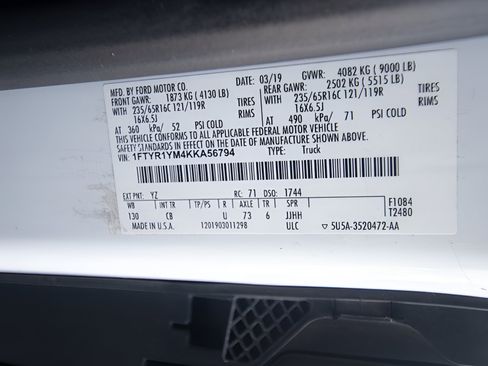 MFD. BY FORD MOTOR CO.
DATE: 03/19 GVWR: 4082 KG ( 9000 LB)
FRONT GAWR: 1873 KG ( 4130 LB) REAR GAWR: 2502 KG ( 5515 LB)
WITH 235/65R16C 121/119R TIRES WITH 235/65R16C 121/119R TIRES
16X6.5J RIMS 16X6.5J RIMS
AT 360 kPa/ 52 PSI COLD AT 490 kPa/ 71 PSI COLD
THIS VEHICLE CONFORMS TO ALL APPLICABLE FEDERAL MOTOR VEHICLE
SAFETY STANDARDS IN EFFECT ON THE DATE OF MANUFACTURE SHOWN ABOVE.
VIN: 1FTYR1YM4KKA56794 TYPE: Truck
EXT PNT: YZ RC: 71 DSO: 1744
WB INT TR TP/PS R AXLE TR SPR F1084
130 CB U 73 6 JJHH T2480
MADE IN U.S.A. 1201903011298 ULC ▽ 5U5A-3520472-AA